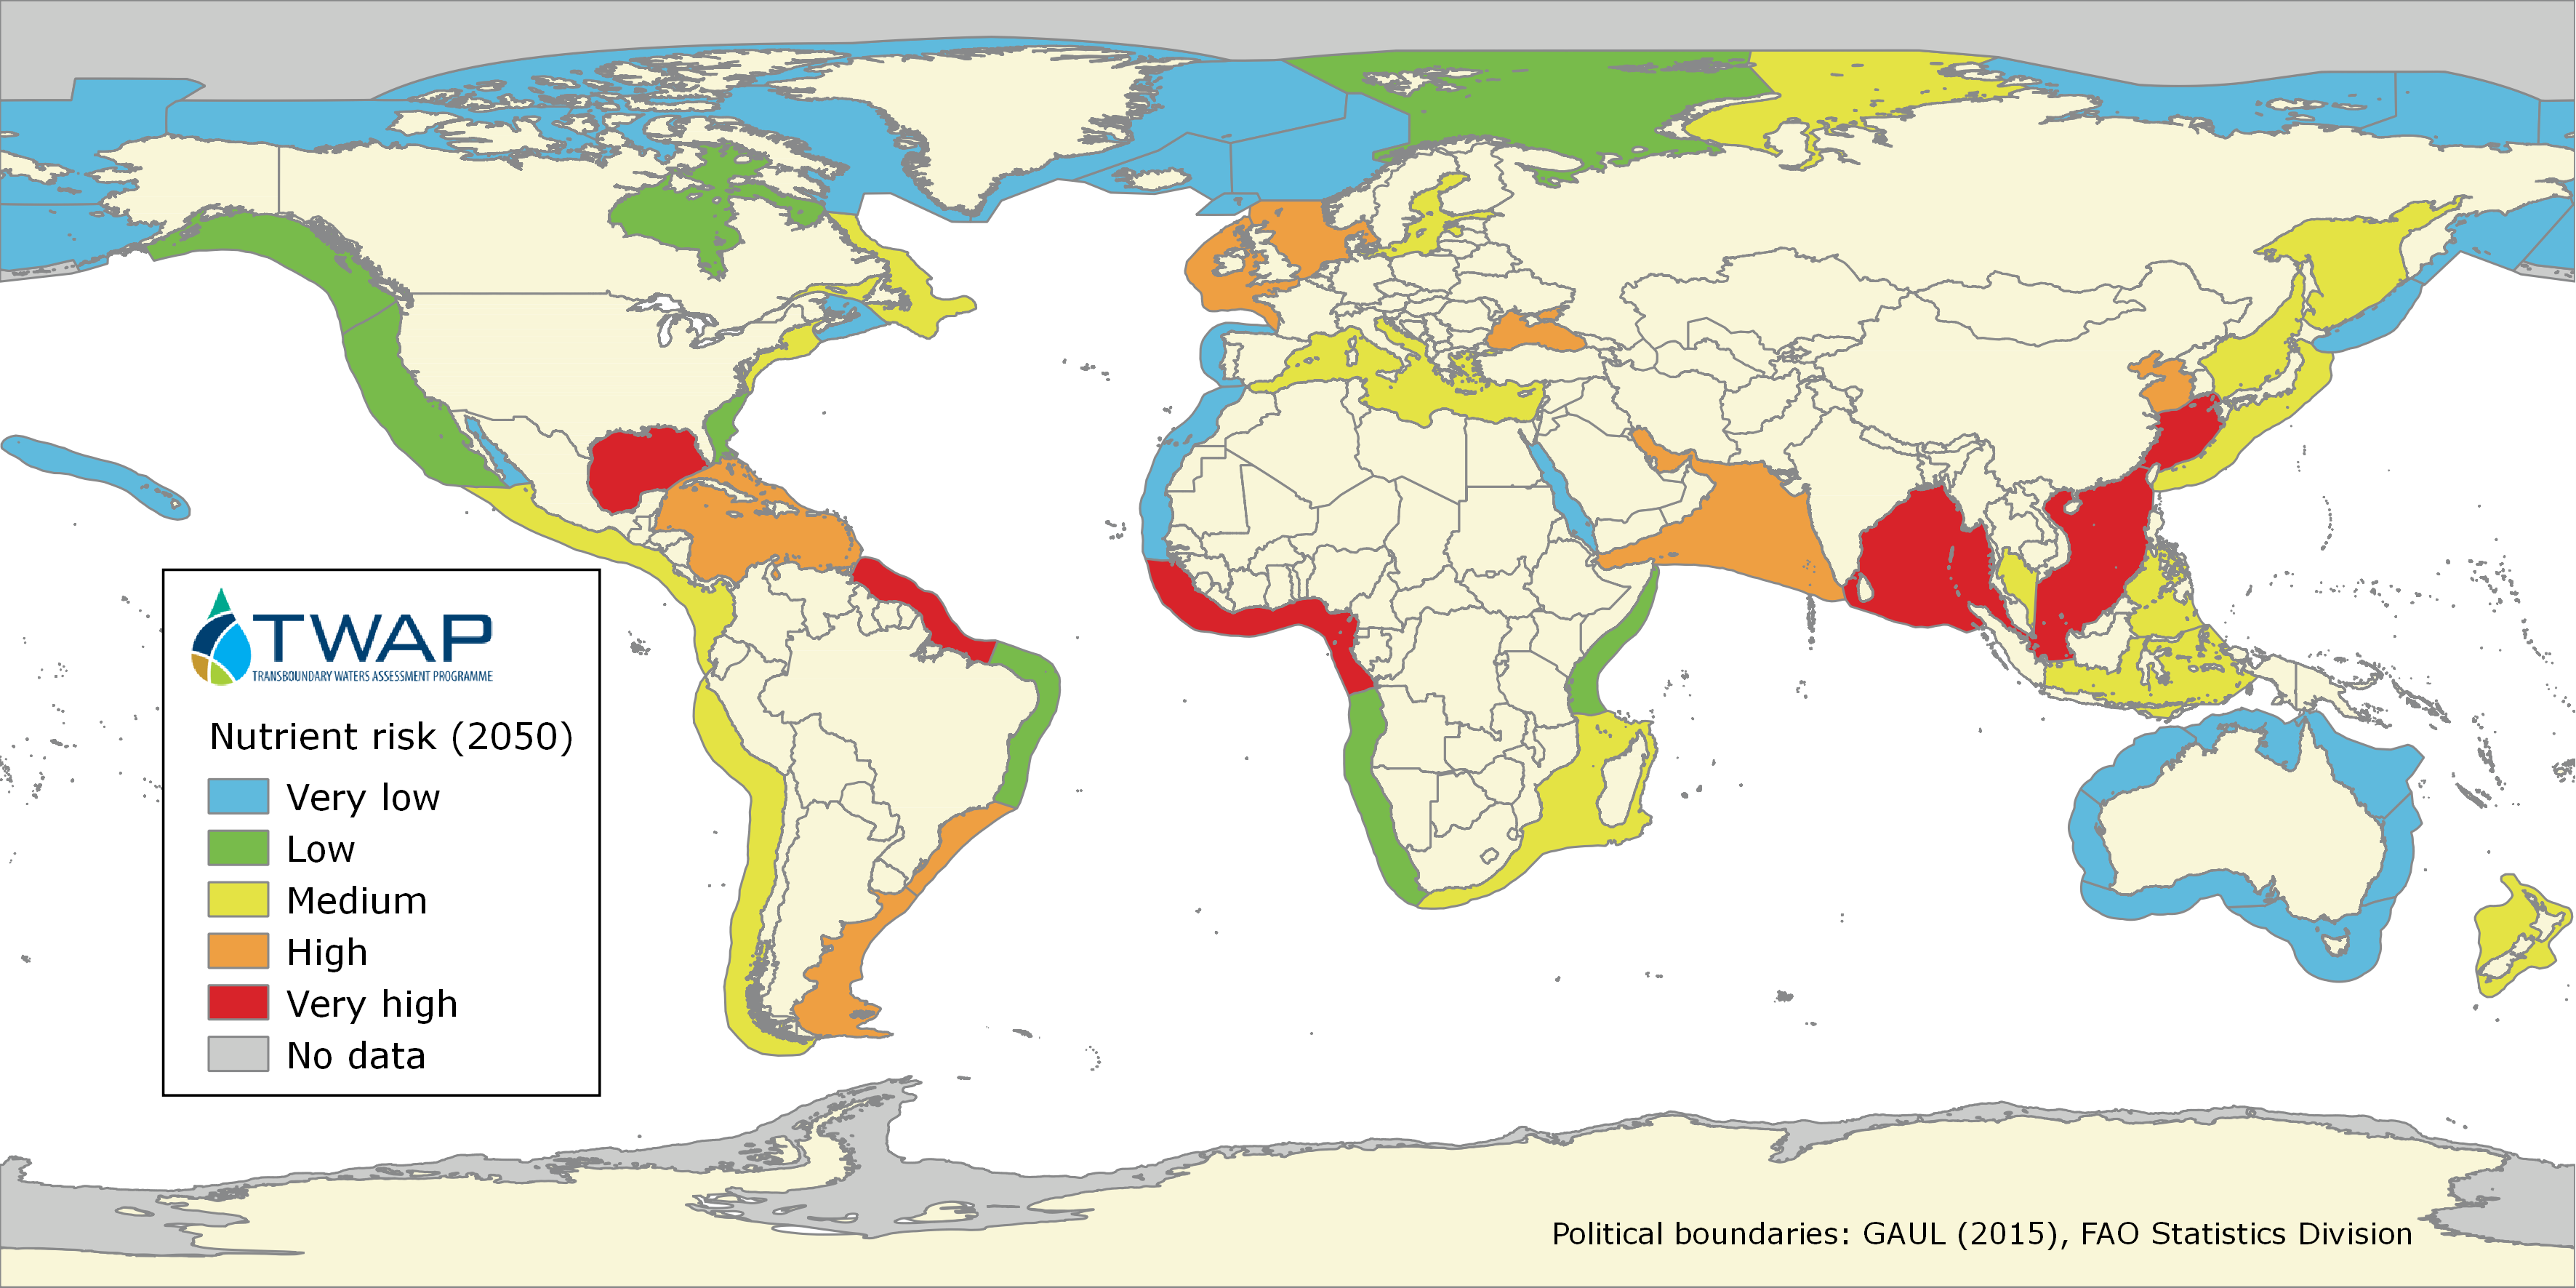 TWAP
TRANSBOUNDARY WATERS ASSESSMENT PROGRAMME
Nutrient risk (2050)
Very low
Low
Medium
High
Very high
No data
Political boundaries: GAUL (2015), FAO Statistics Division